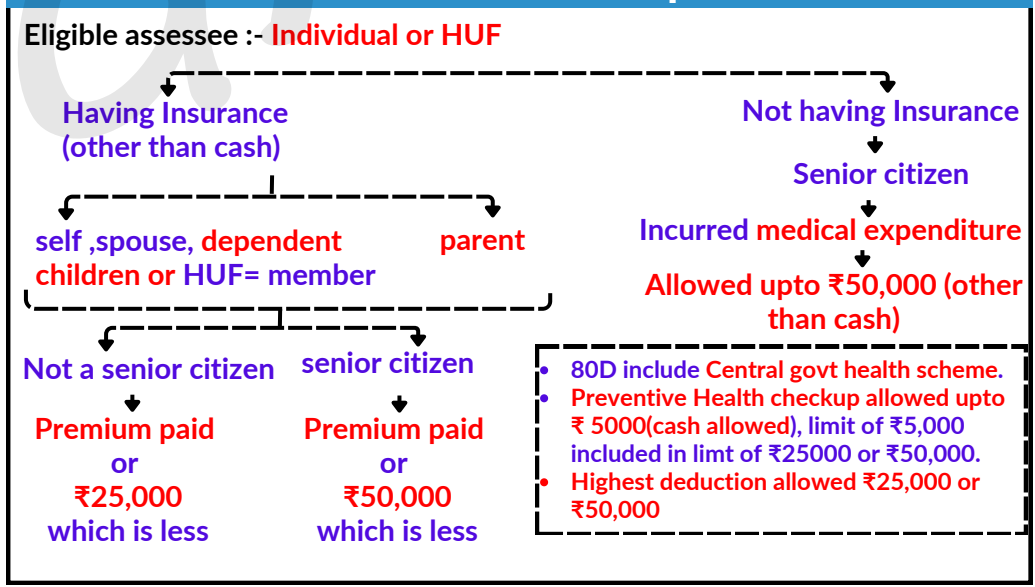 Eligible assessee :- Individual or HUF
Having Insurance
(other than cash)
self ,spouse, dependent
children or HUF= member
parent
Not a senior citizen
Premium paid
or
₹25,000
which is less
senior citizen
Premium paid
or
₹50,000
which is less
Not having Insurance
Senior citizen
Incurred medical expenditure
Allowed upto ₹50,000 (other
than cash)
• 80D include Central govt health scheme.
• Preventive Health checkup allowed upto
₹ 5000(cash allowed), limit of ₹5,000
included in limt of ₹25000 or ₹50,000.
• Highest deduction allowed ₹25,000 or
₹50,000